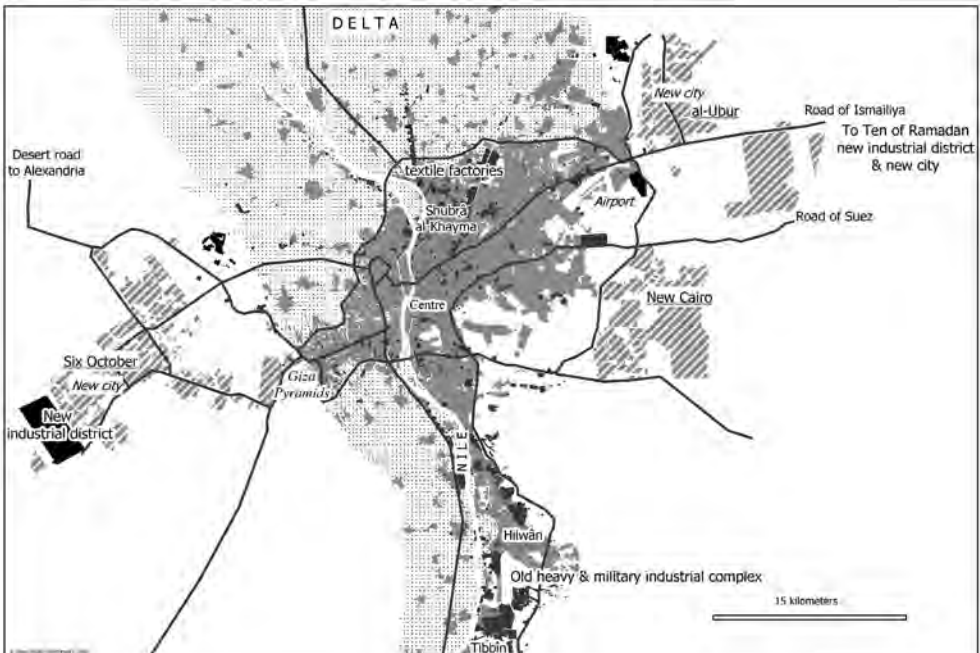 DELTA
New city
al-Ubur
Road of Ismailiya
To Ten of Ramadan
new industrial district
& new city
Desert road
to Alexandria
textile factories
Airport
Shubra
al-Khayma
Road of Suez
New Cairo
Centre
Six October
New city
Giza
Pyramids
New
industrial district
NILE
Hilwân
Old heavy & military industrial complex
15 kilometers
Tibbin